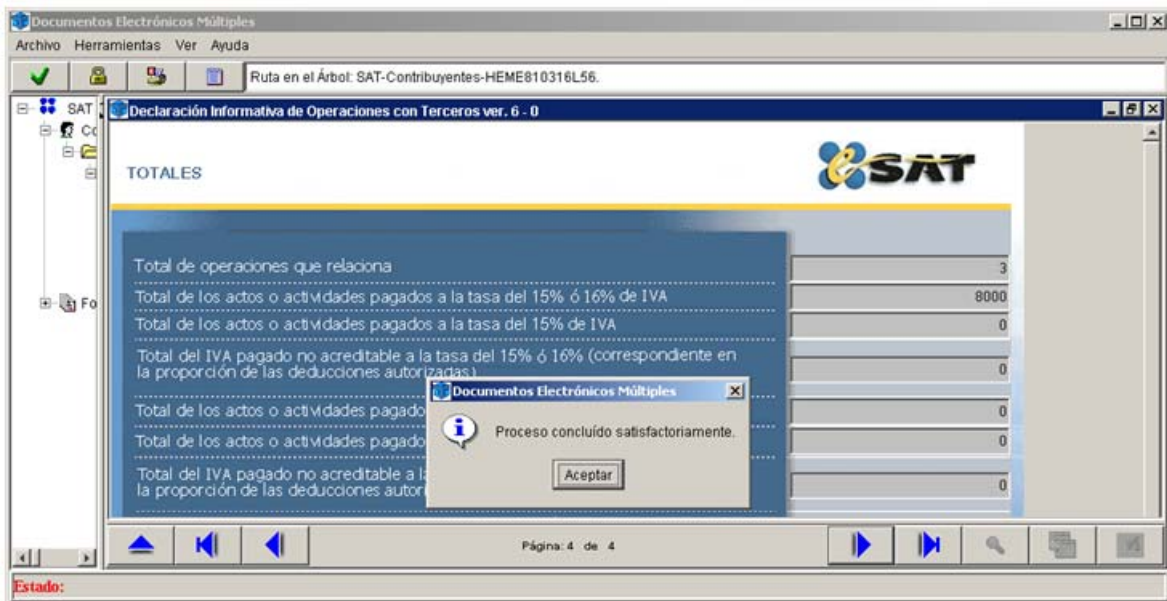 Documentos Electrónicos Múltiples
Archivo Herramientas Ver Ayuda
Ruta en el Árbol: SAT-Contribuyentes-HEME810316L56.
SAT
Declaración Informativa de Operaciones con Terceros ver. 6 - 0
Co
Fo
TOTALES
eSAT
Total de operaciones que relaciona 3
Total de los actos o actividades pagados a la tasa del 15% ó 16% de IVA 8000
Total de los actos o actividades pagados a la tasa del 15% de IVA 0
Total del IVA pagado no acreditable a la tasa del 15% ó 16% (correspondiente en
la proporción de las deducciones autorizadas) 0
Documentos Electrónicos Múltiples
Total de los actos o actividades pagado 0
Proceso concluído satisfactoriamente.
Total de los actos o actividades pagado 0
Aceptar
Total del IVA pagado no acreditable a l
la proporción de las deducciones autori 0
Página: 4 de 4
Estado: